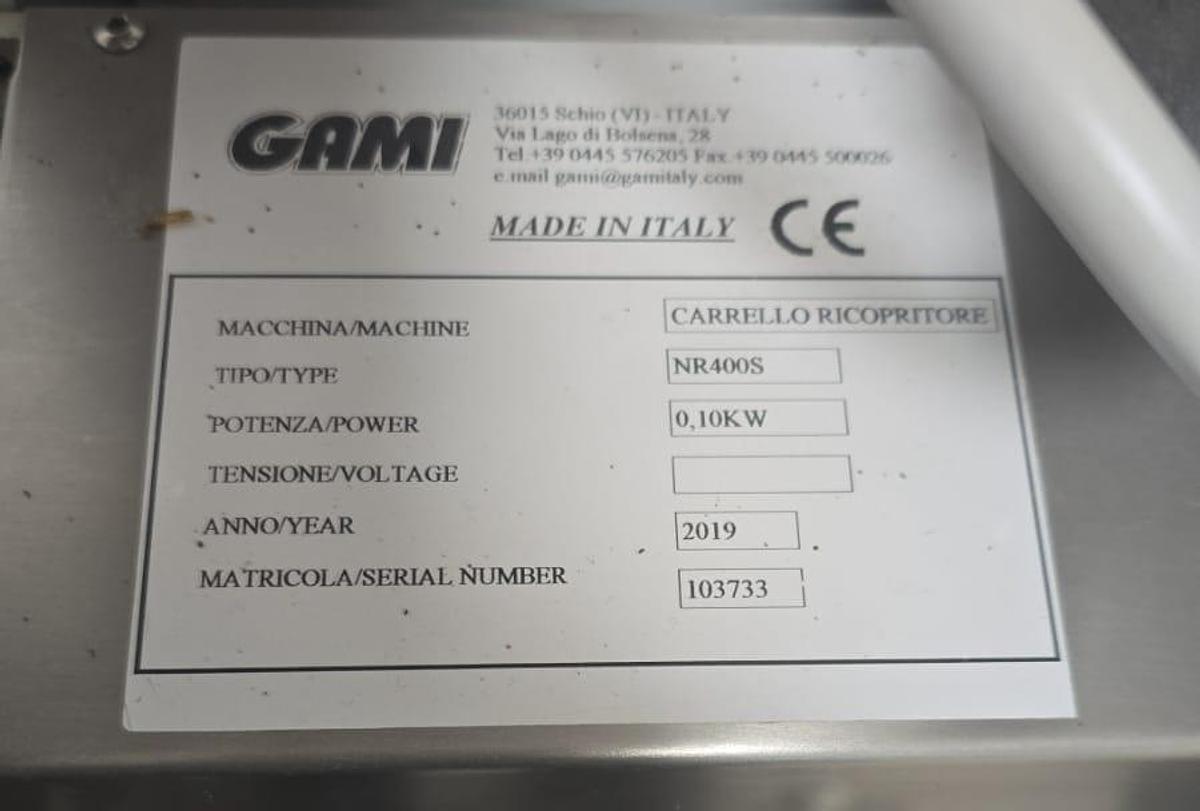 GAMI
36015 Schio (VI) - ITALY
Via Lago di Bolsena, 28
Tel.+39 0445 576205 Fax.+39 0445 500026
e.mail gami@gamitaly.com
MADE IN ITALY CE
MACCHINA/MACHINE CARRELLO RICOPRITORE
TIPO/TYPE NR400S
POTENZA/POWER 0,10KW
TENSIONE/VOLTAGE
ANNO/YEAR 2019
MATRICOLA/SERIAL NUMBER 103733